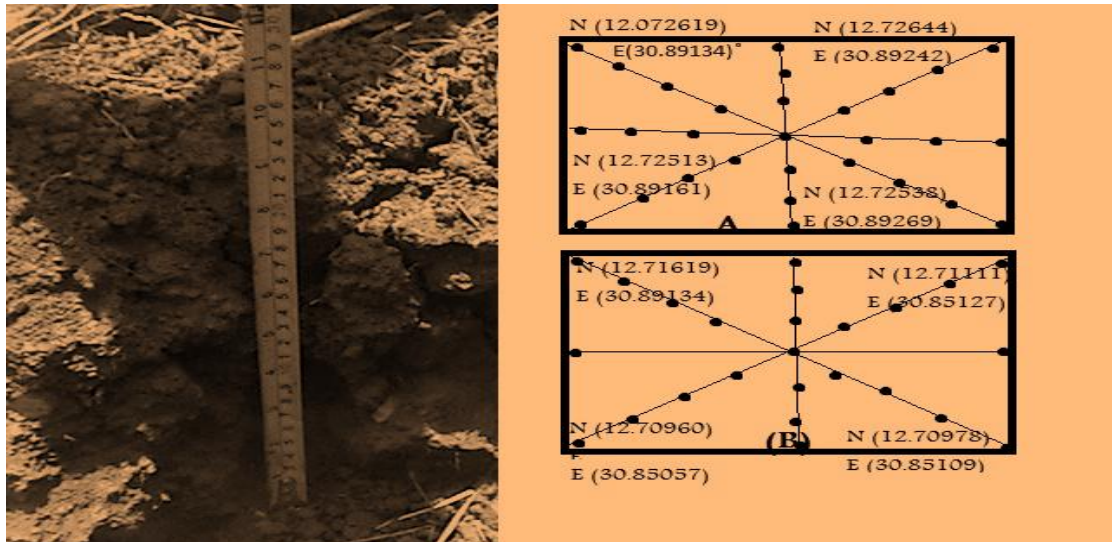 N (12.072619)
E(30.89134)°
N (12.72644)
E (30.89242)
N (12.72513)
E (30.89161)
N (12.72538)
E (30.89269)
A
N (12.71619)
E (30.89134)
N (12.71111)
E (30.85127)
N (12.70960)
E (30.85057)
(B)
N (12.70978)
E (30.85109)